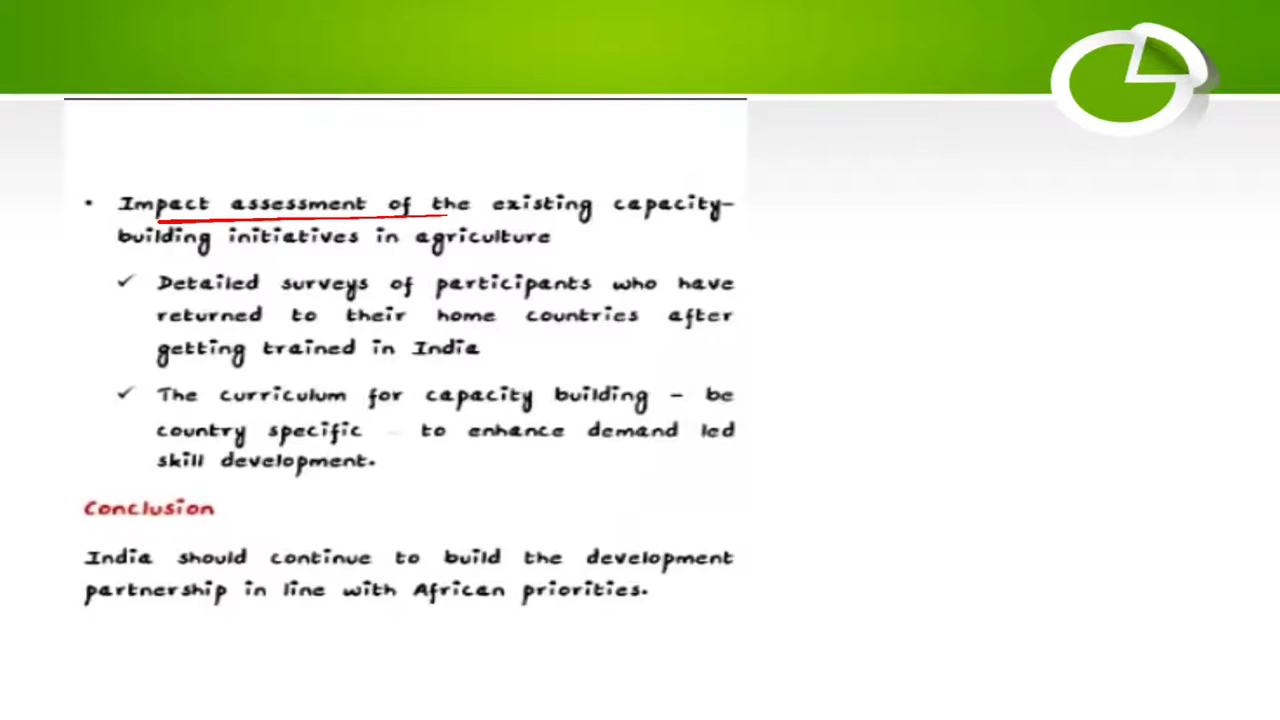 • Impact assessment of the existing capacity-
building initiatives in agriculture
✓ Detailed surveys of participants who have
returned to their home countries after
getting trained in India
✓ The curriculum for capacity building - be
country specific to enhance demand led
skill development.
Conclusion
India should continue to build the development
partnership in line with African priorities.